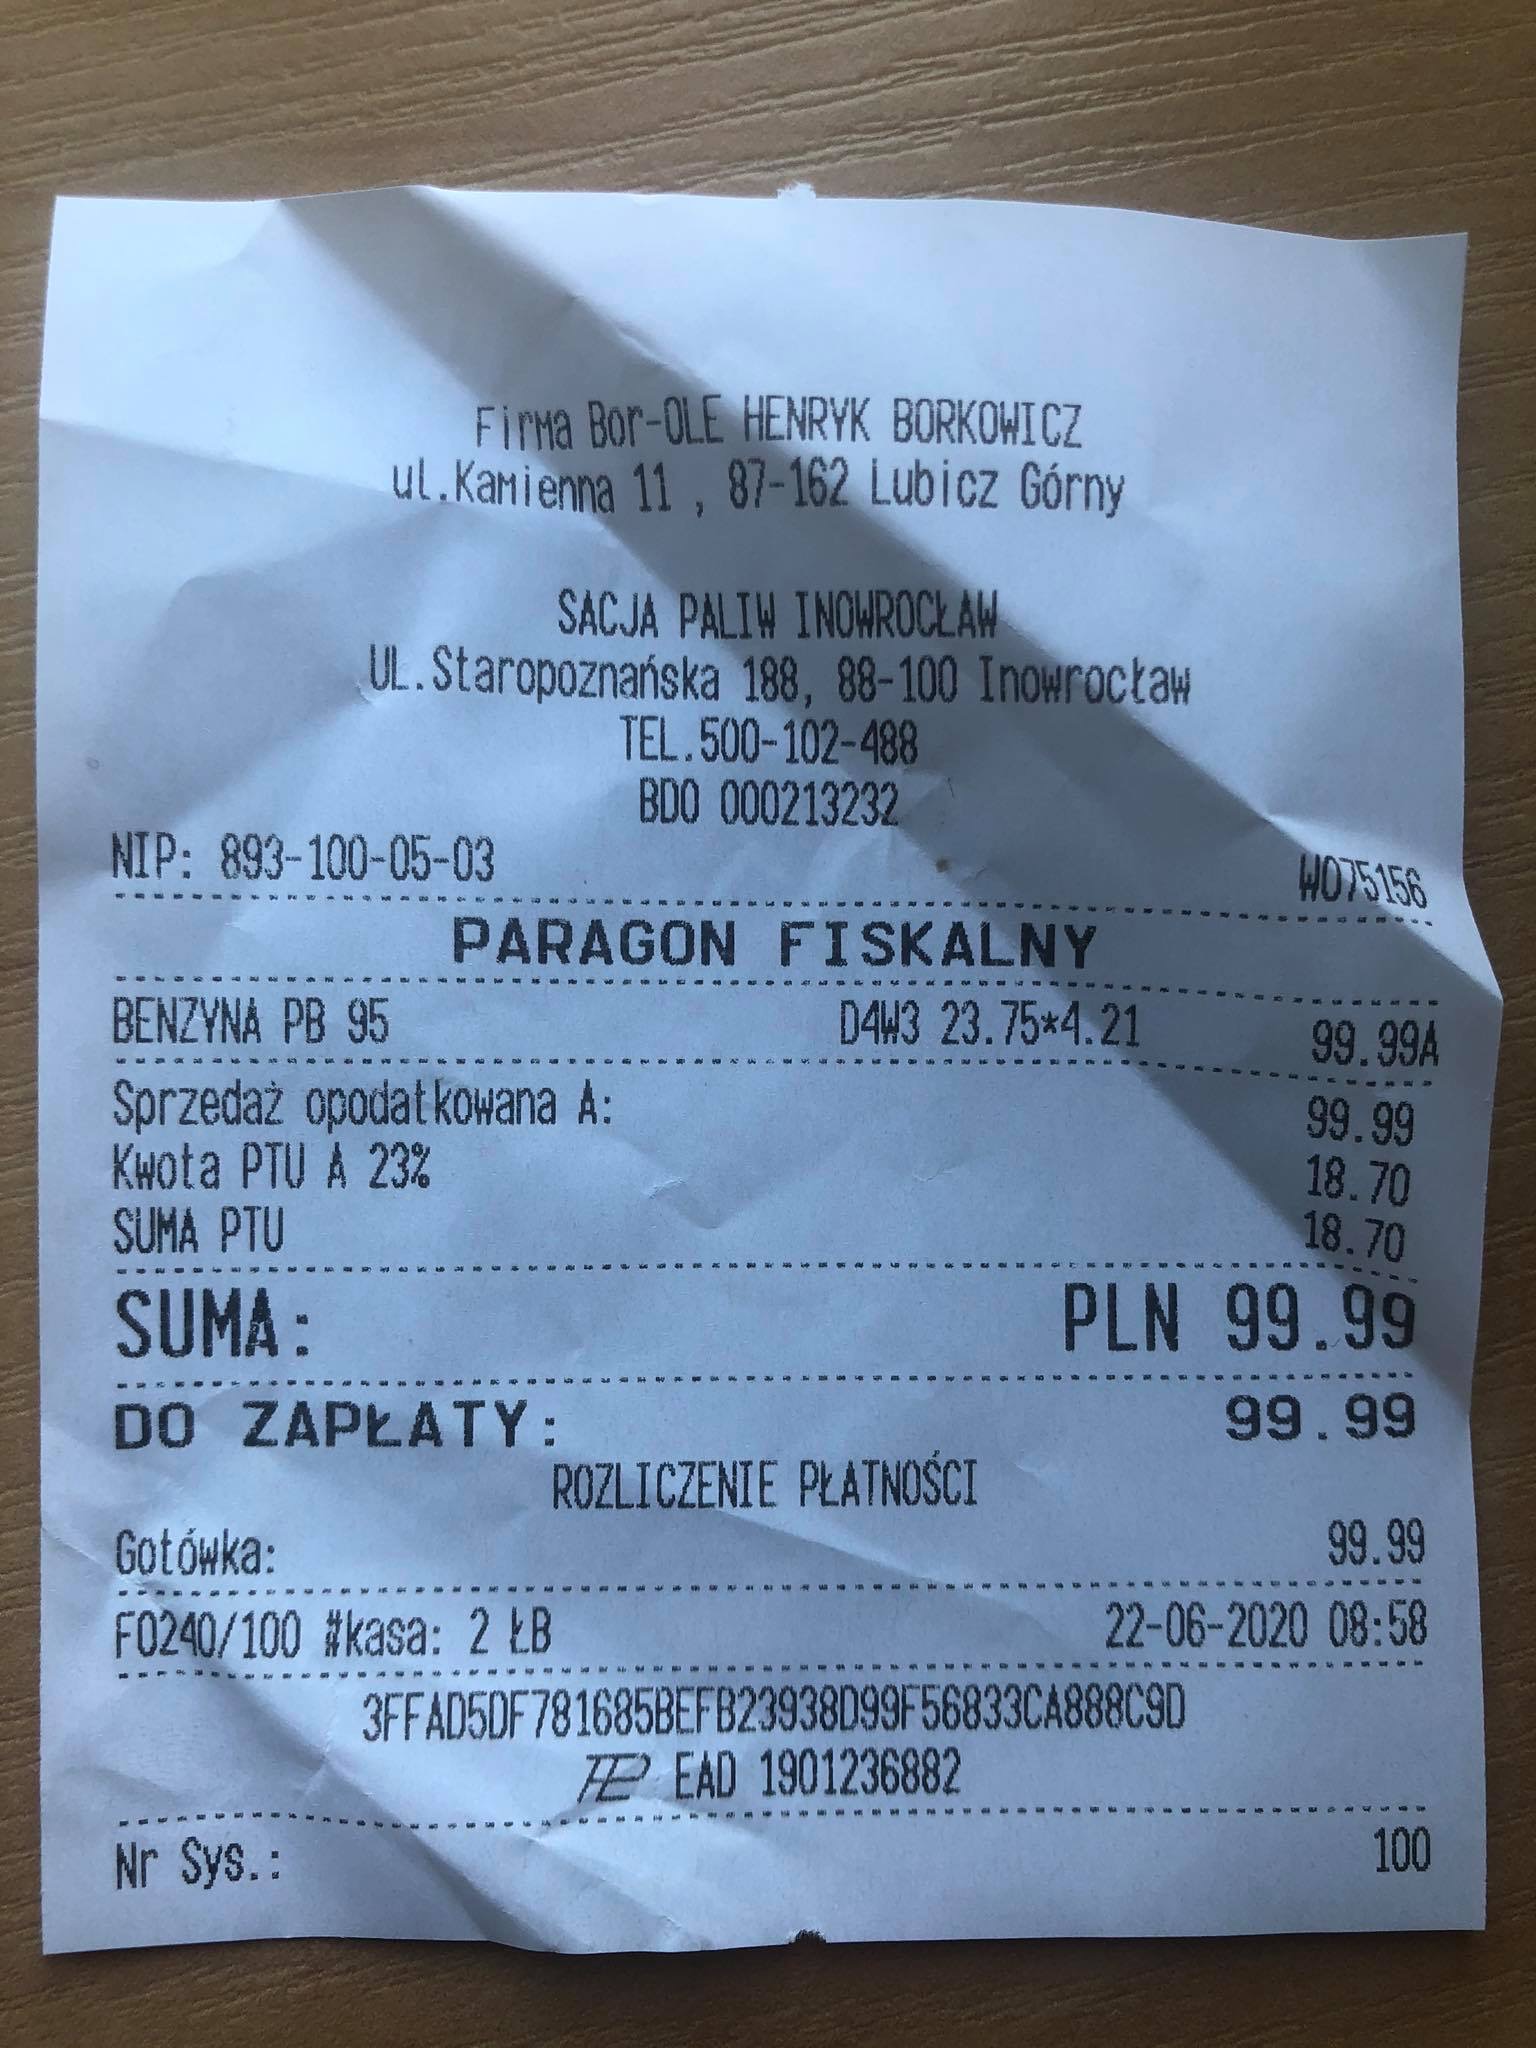 Firma Bor-OLE HENRYK BORKOWICZ
ul.Kamienna 11 , 87-162 Lubicz Górny
SACJA PALIW INOWROCŁAW
UL.Staropoznańska 188, 88-100 Inowrocław
TEL.500-102-488
BDO 000213232
NIP: 893-100-05-03 W075156
PARAGON FISKALNY
BENZYNA PB 95 D4W3 23.75*4.21 99.99A
Sprzedaż opodatkowana A: 99.99
Kwota PTU A 23% 18.70
SUMA PTU 18.70
SUMA: PLN 99.99
DO ZAPŁATY: 99.99
ROZLICZENIE PŁATNOŚCI
Gotówka: 99.99
F0240/100 #kasa: 2 ŁB 22-06-2020 08:58
3FFAD5DF781685BEFB23938D99F56833CA888C9D
EAD 1901236882
Nr Sys.: 100